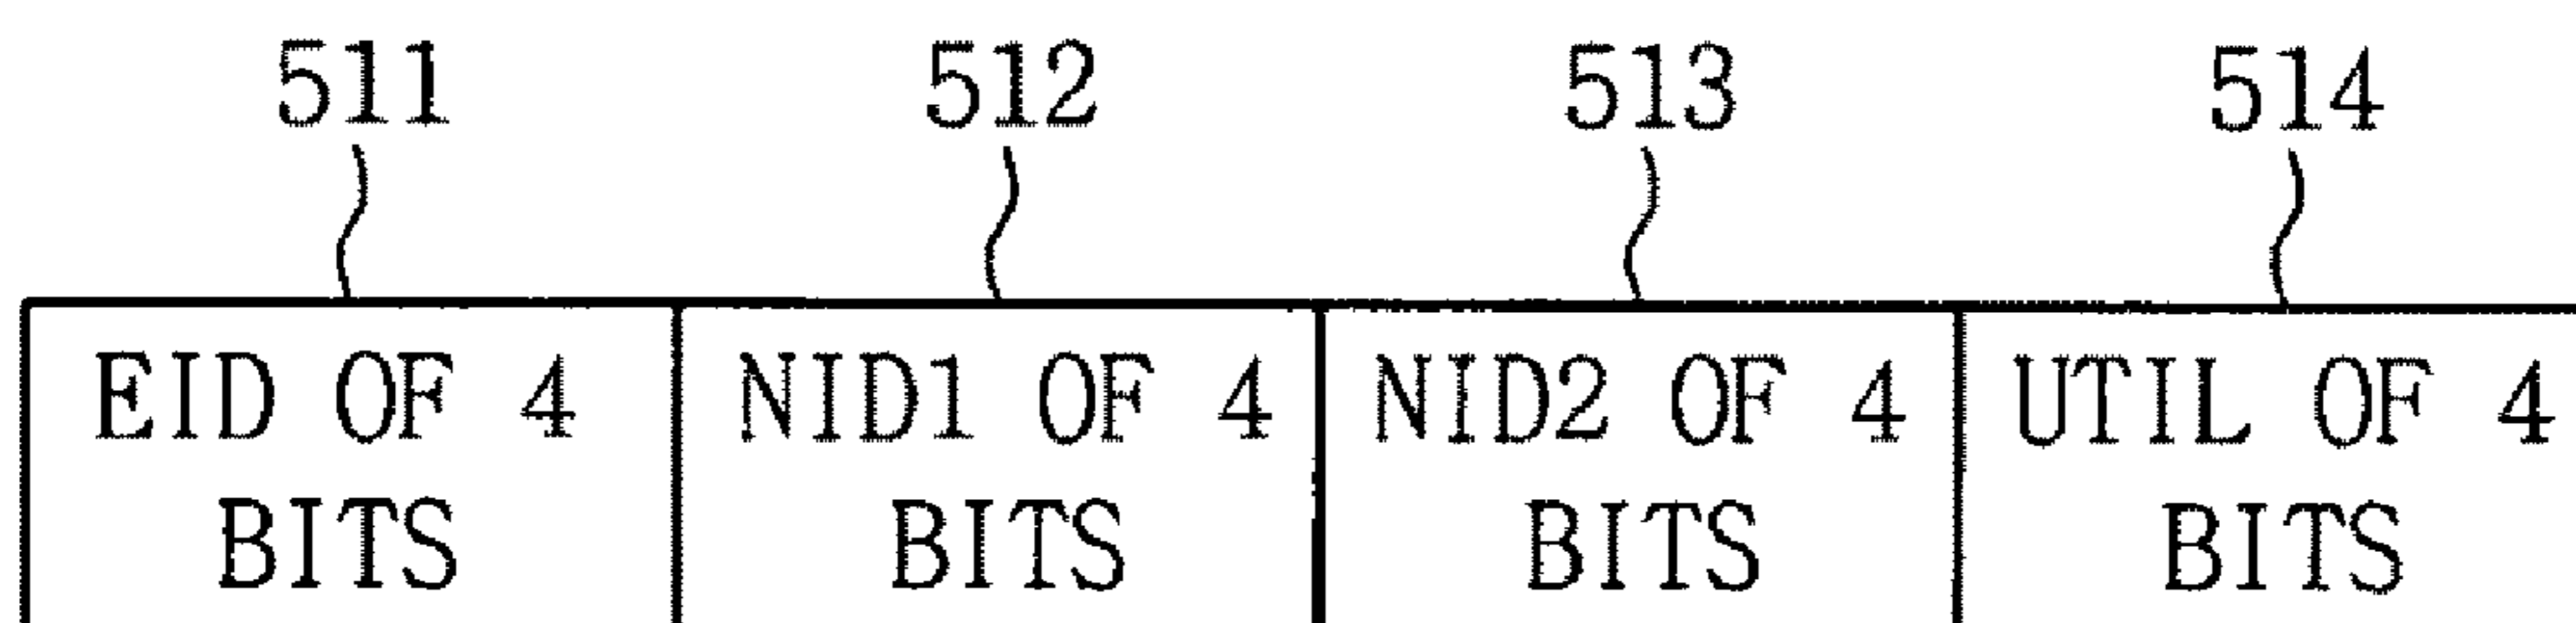 511 512 513 514
EID OF 4 NID1 OF 4 NID2 OF 4 UTIL OF 4
BITS BITS BITS BITS